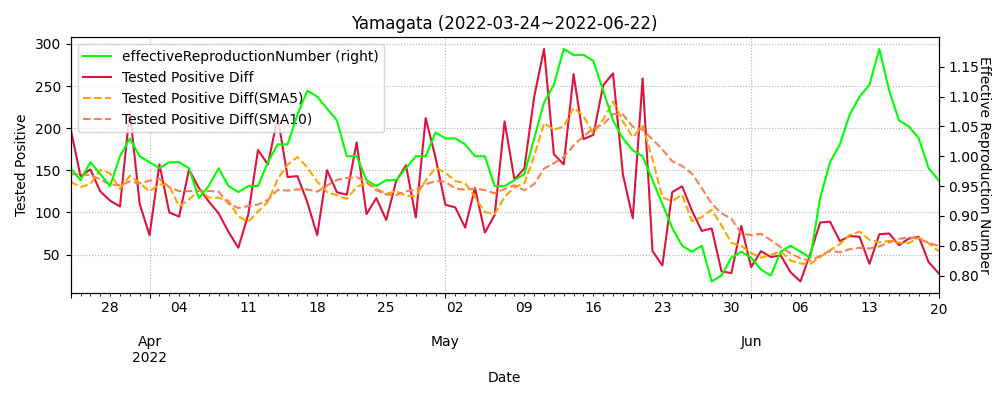 Yamagata (2022-03-24~2022-06-22)
effectiveReproductionNumber (right)
Tested Positive Diff
Tested Positive Diff(SMA5)
Tested Positive Diff(SMA10)
Tested Positive
300
250
200
150
100
50
Effective Reproduction Number
1.15
1.10
1.05
1.00
0.95
0.90
0.85
0.80
28 04 11 18 25 02 09 16 23 30 06 13 20
Apr May Jun
2022
Date